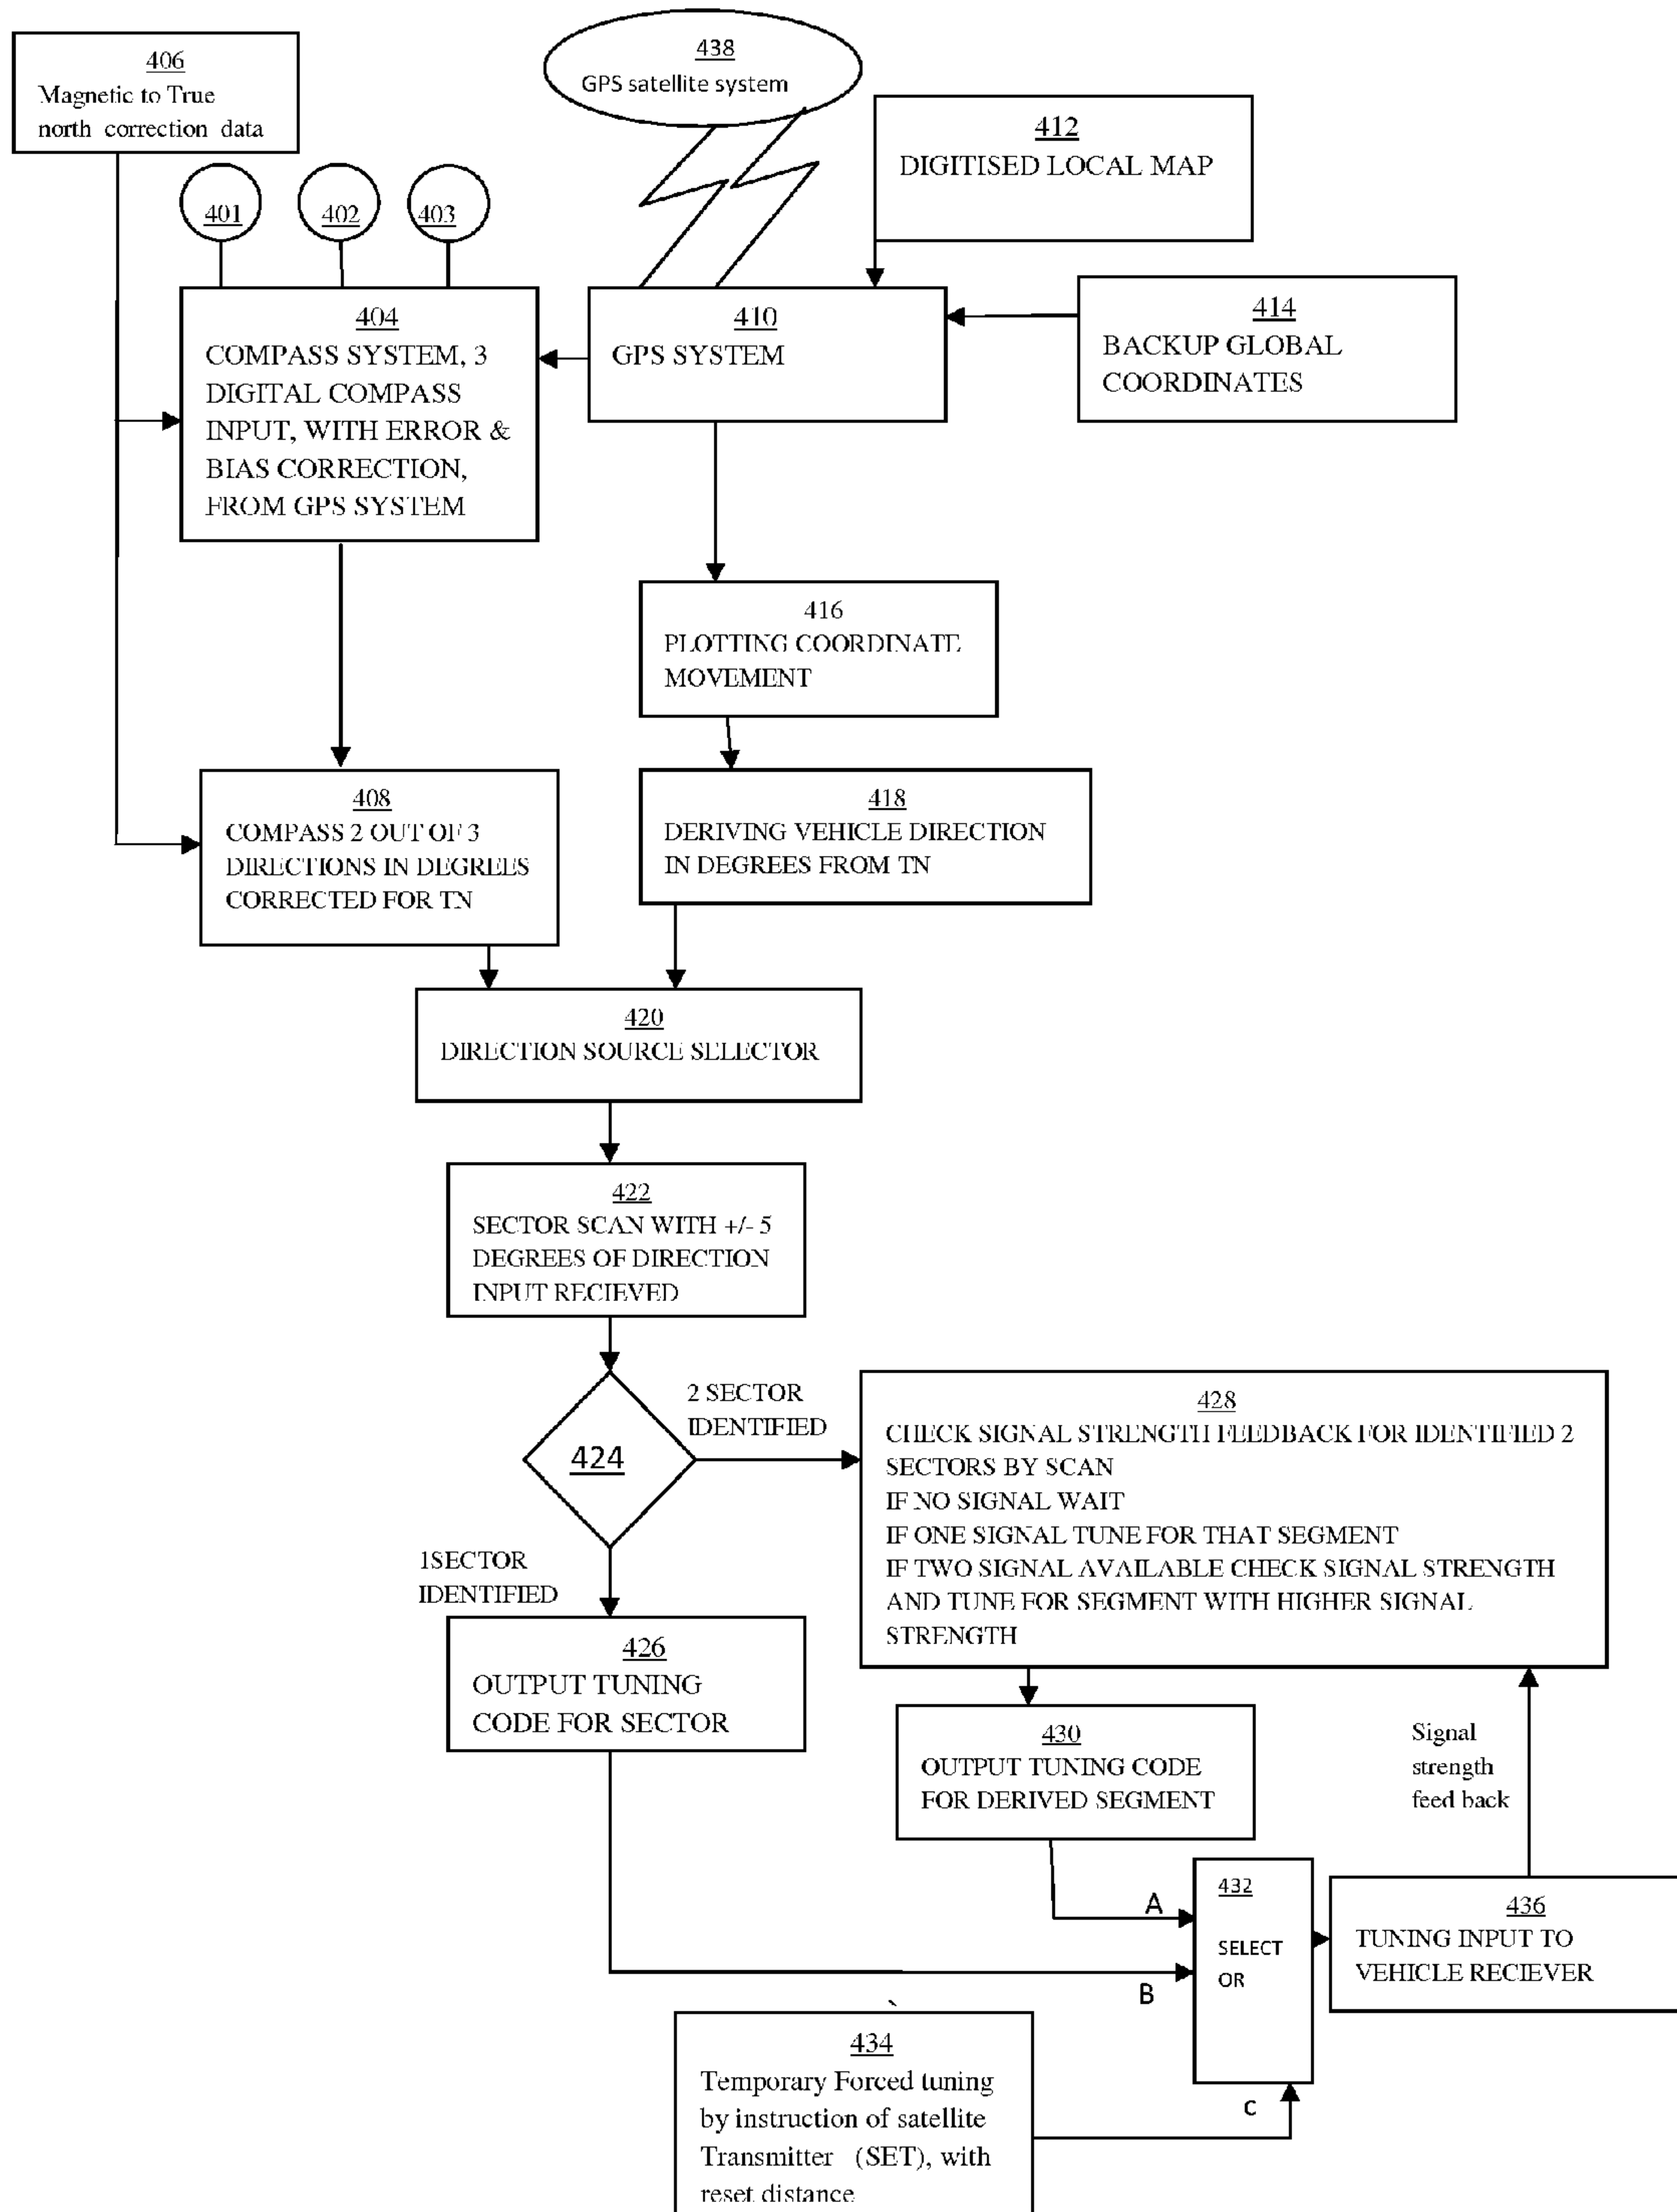 406
Magnetic to True
north correction data
438
GPS satellite system
412
DIGITISED LOCAL MAP
401
402
403
404
COMPASS SYSTEM, 3
DIGITAL COMPASS
INPUT, WITH ERROR &
BIAS CORRECTION,
FROM GPS SYSTEM
410
GPS SYSTEM
414
BACKUP GLOBAL
COORDINATES
416
PLOTTING COORDINATE
MOVEMENT
408
COMPASS 2 OUT OF 3
DIRECTIONS IN DEGREES
CORRECTED FOR TN
418
DERIVING VEHICLE DIRECTION
IN DEGREES FROM TN
420
DIRECTION SOURCE SELECTOR
422
SECTOR SCAN WITH +/- 5
DEGREES OF DIRECTION
INPUT RECIEVED
424
2 SECTOR
IDENTIFIED
428
CHECK SIGNAL STRENGTH FEEDBACK FOR IDENTIFIED 2
SECTORS BY SCAN
IF NO SIGNAL WAIT
IF ONE SIGNAL TUNE FOR THAT SEGMENT
IF TWO SIGNAL AVAILABLE CHECK SIGNAL STRENGTH
AND TUNE FOR SEGMENT WITH HIGHER SIGNAL
STRENGTH
1SECTOR
IDENTIFIED
426
OUTPUT TUNING
CODE FOR SECTOR
430
OUTPUT TUNING CODE
FOR DERIVED SEGMENT
Signal
strength
feed back
A
B
C
432
SELECT
OR
436
TUNING INPUT TO
VEHICLE RECIEVER
434
Temporary Forced tuning
by instruction of satellite
Transmitter (SET), with
reset distance